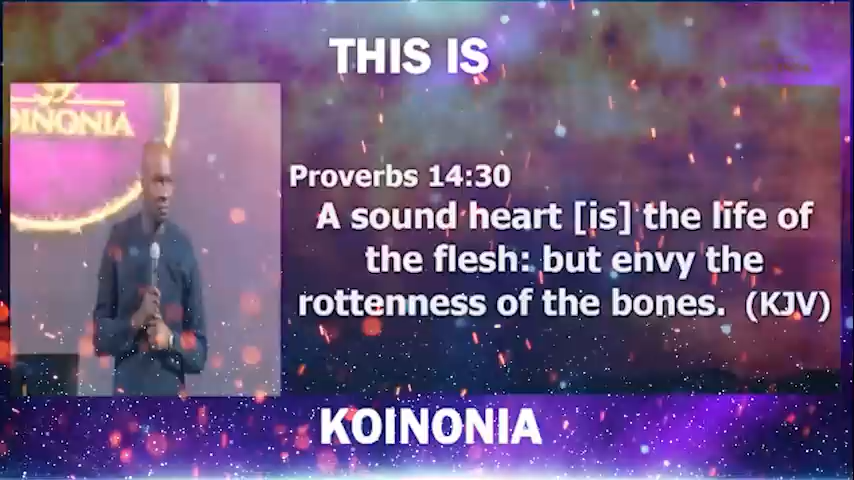 THIS IS
OINONIA
Proverbs 14:30
A sound heart [is] the life of
the flesh: but envy the
rottenness of the bones. (KJV)
KOINONIA